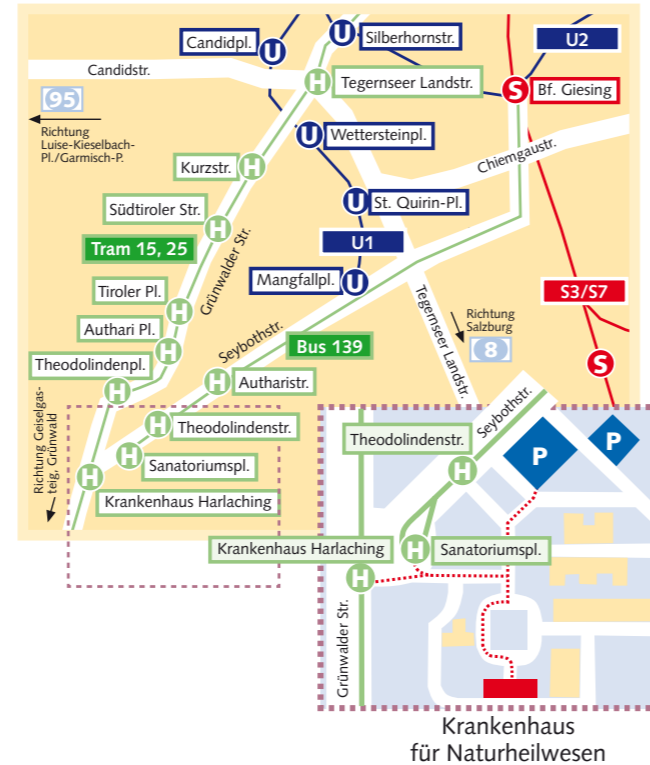 Candidpl.
U
U
Silberhornstr.
U2
Candidstr.
H
Tegernseer Landstr.
S
Bf. Giesing
95
Richtung
Luise-Kieselbach-
Pl./Garmisch-P.
U
Wettersteinpl.
Chiemgaustr.
Kurzstr.
H
Südtiroler Str.
H
U
St. Quirin-Pl.
Tram 15, 25
Grünwalder Str.
U1
Mangfallpl.
U
Tiroler Pl.
H
S3/S7
Authari Pl.
H
Seybothstr.
Tegernseer Landstr.
Richtung
Salzburg
8
Bus 139
Theodolindenpl.
H
H
Autharistr.
S
Richtung Geiselgas-
teig, Grünwald
H
Theodolindenstr.
H
Sanatoriumspl.
H
Krankenhaus Harlaching
Seybothstr.
Theodolindenstr.
H
P
P
Krankenhaus Harlaching
H
Sanatoriumspl.
H
Grünwalder Str.
Krankenhaus
für Naturheilwesen